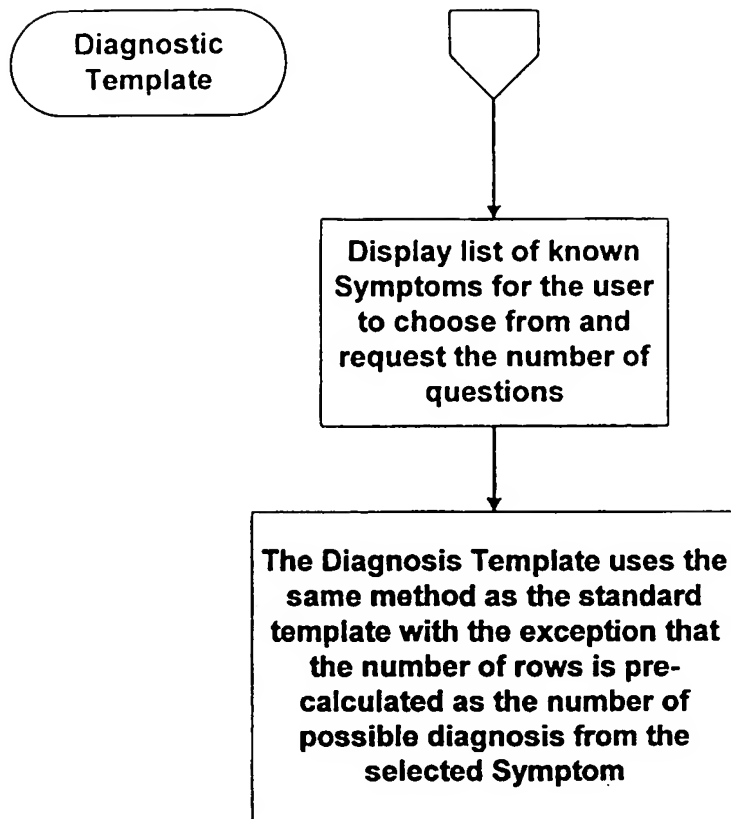 Diagnostic
Template
Display list of known
Symptoms for the user
to choose from and
request the number of
questions
The Diagnosis Template uses the
same method as the standard
template with the exception that
the number of rows is pre-
calculated as the number of
possible diagnosis from the
selected Symptom